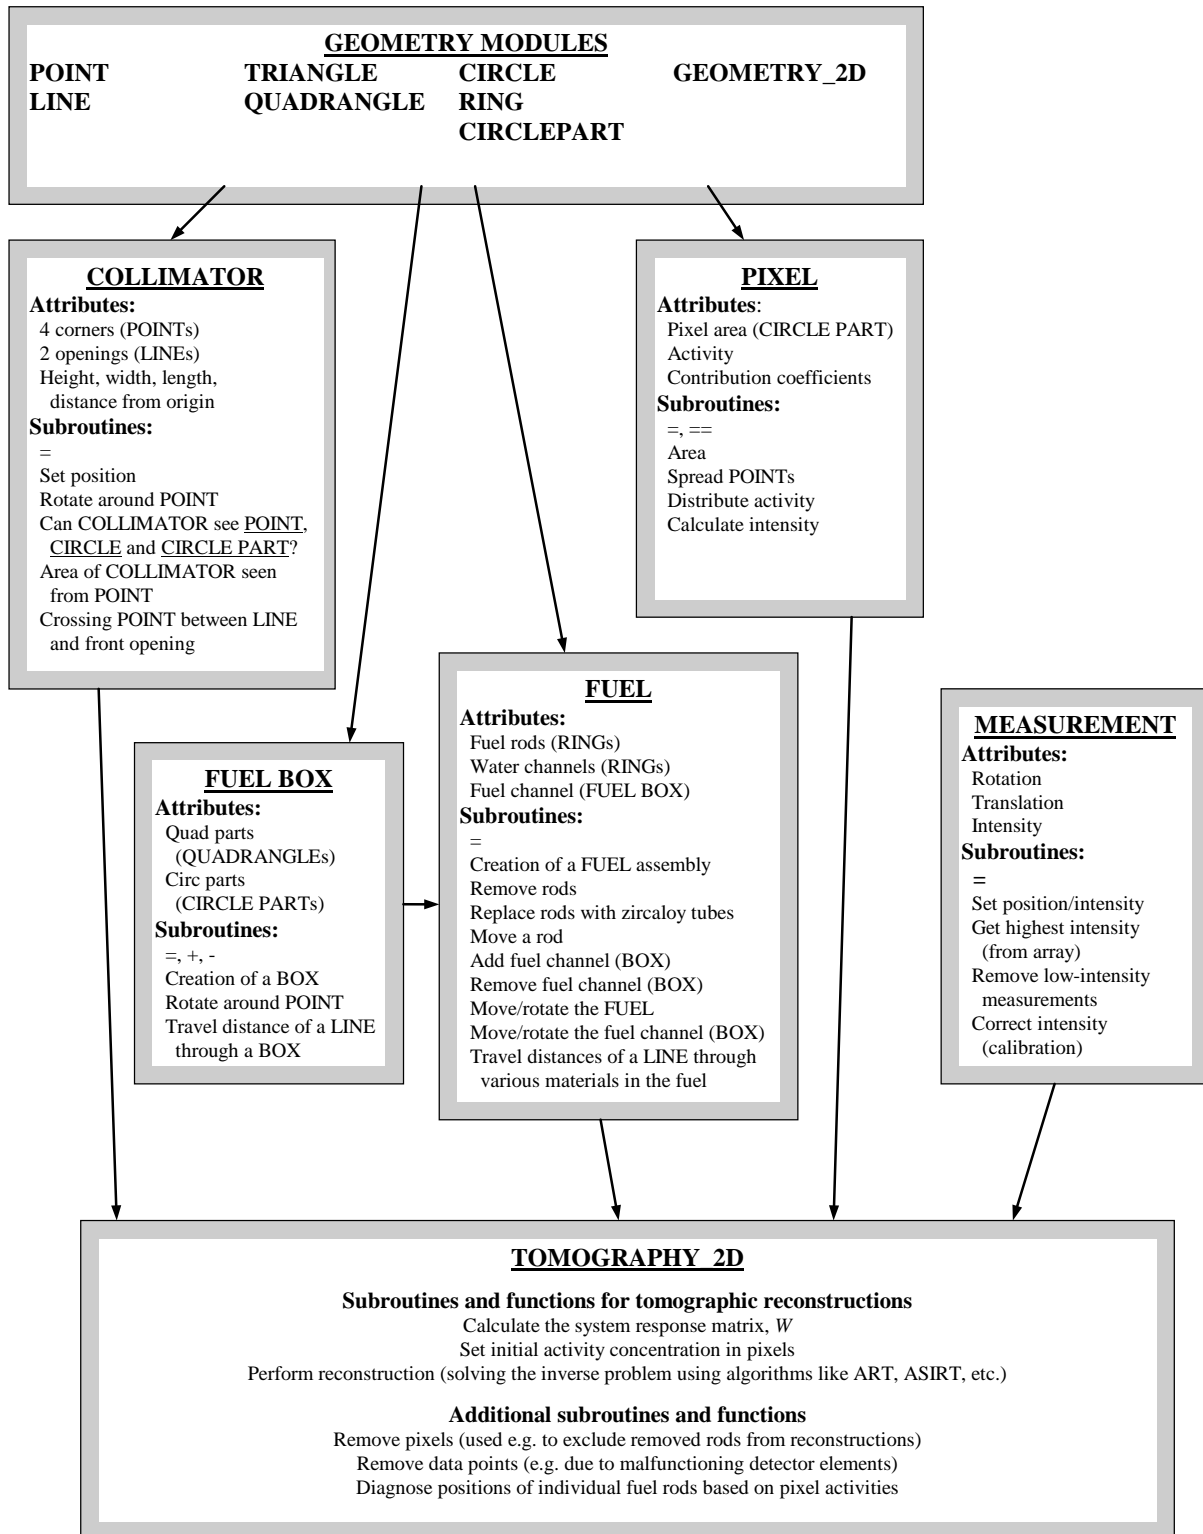 GEOMETRY MODULES
POINT TRIANGLE CIRCLE GEOMETRY_2D
LINE QUADRANGLE RING
CIRCLEPART
COLLIMATOR
Attributes:
4 corners (POINTs)
2 openings (LINEs)
Height, width, length,
distance from origin
Subroutines:
=
Set position
Rotate around POINT
Can COLLIMATOR see POINT,
CIRCLE and CIRCLE PART?
Area of COLLIMATOR seen
from POINT
Crossing POINT between LINE
and front opening
PIXEL
Attributes:
Pixel area (CIRCLE PART)
Activity
Contribution coefficients
Subroutines:
=, ==
Area
Spread POINTs
Distribute activity
Calculate intensity
FUEL BOX
Attributes:
Quad parts
(QUADRANGLEs)
Circ parts
(CIRCLE PARTs)
Subroutines:
=, +, -
Creation of a BOX
Rotate around POINT
Travel distance of a LINE
through a BOX
FUEL
Attributes:
Fuel rods (RINGs)
Water channels (RINGs)
Fuel channel (FUEL BOX)
Subroutines:
=
Creation of a FUEL assembly
Remove rods
Replace rods with zircaloy tubes
Move a rod
Add fuel channel (BOX)
Remove fuel channel (BOX)
Move/rotate the FUEL
Move/rotate the fuel channel (BOX)
Travel distances of a LINE through
various materials in the fuel
MEASUREMENT
Attributes:
Rotation
Translation
Intensity
Subroutines:
=
Set position/intensity
Get highest intensity
(from array)
Remove low-intensity
measurements
Correct intensity
(calibration)
TOMOGRAPHY_2D
Subroutines and functions for tomographic reconstructions
Calculate the system response matrix, W
Set initial activity concentration in pixels
Perform reconstruction (solving the inverse problem using algorithms like ART, ASIRT, etc.)
Additional subroutines and functions
Remove pixels (used e.g. to exclude removed rods from reconstructions)
Remove data points (e.g. due to malfunctioning detector elements)
Diagnose positions of individual fuel rods based on pixel activities